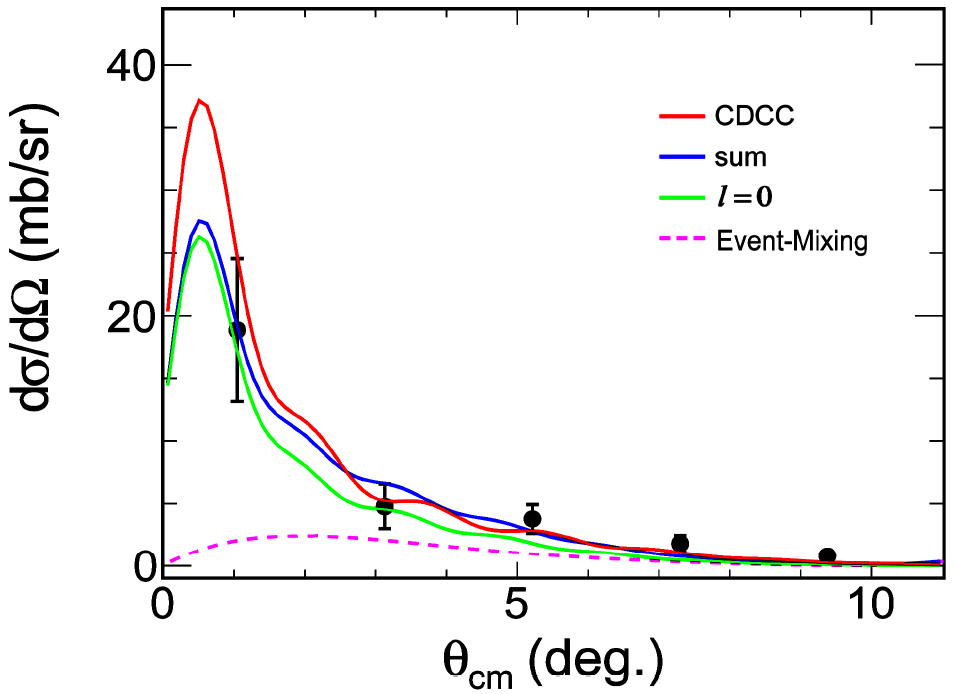 dσ/dΩ (mb/sr)
40
20
0
CDCC
sum
l=0
Event-Mixing
0 5 10
θcm (deg.)